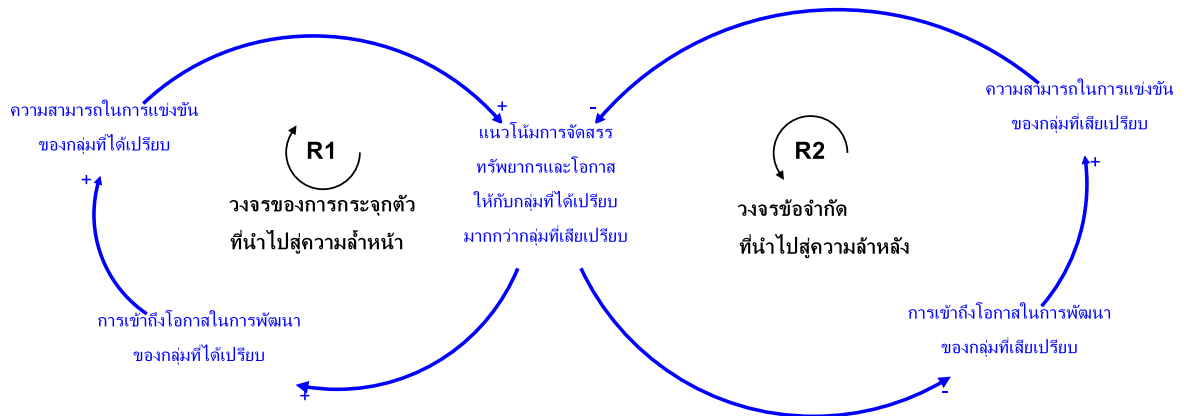 ความสามารถในการแข่งขัน
ของกลุ่มที่ได้เปรียบ
+
R1
วงจรของการกระจุกตัว
ที่นำไปสู่ความล้ำหน้า
การเข้าถึงโอกาสในการพัฒนา
ของกลุ่มที่ได้เปรียบ
+
+
-
แนวโน้มการจัดสรร
ทรัพยากรและโอกาส
ให้กับกลุ่มที่ได้เปรียบ
มากกว่ากลุ่มที่เสียเปรียบ
ความสามารถในการแข่งขัน
ของกลุ่มที่เสียเปรียบ
+
R2
วงจรข้อจำกัด
ที่นำไปสู่ความล้าหลัง
การเข้าถึงโอกาสในการพัฒนา
ของกลุ่มที่เสียเปรียบ
-